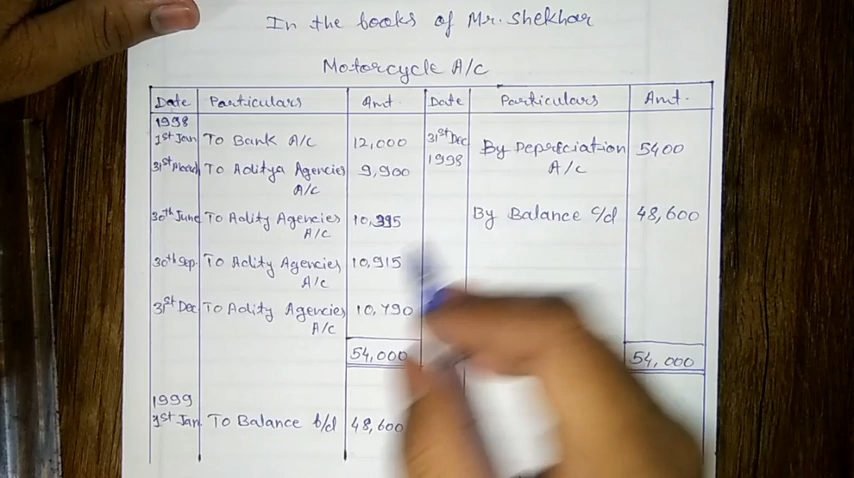 In the books of Mr. Shekhar
Motorcycle A/C
Date Particulars Amt. Date Particulars Amt.
1998
1st Jan To Bank A/C 12,000 31st Dec 1998 By Depreciation A/C 5400
31st To Aditya Agencies A/C 9,900
By Balance c/d 48,600
30th June To Adity Agencies A/C 10,395
30th Sep. To Adity Agencies A/C 10,915
31st Dec To Adity Agencies A/C 10,790
54,000 54,000
1999
1st Jan. To Balance b/d 48,600